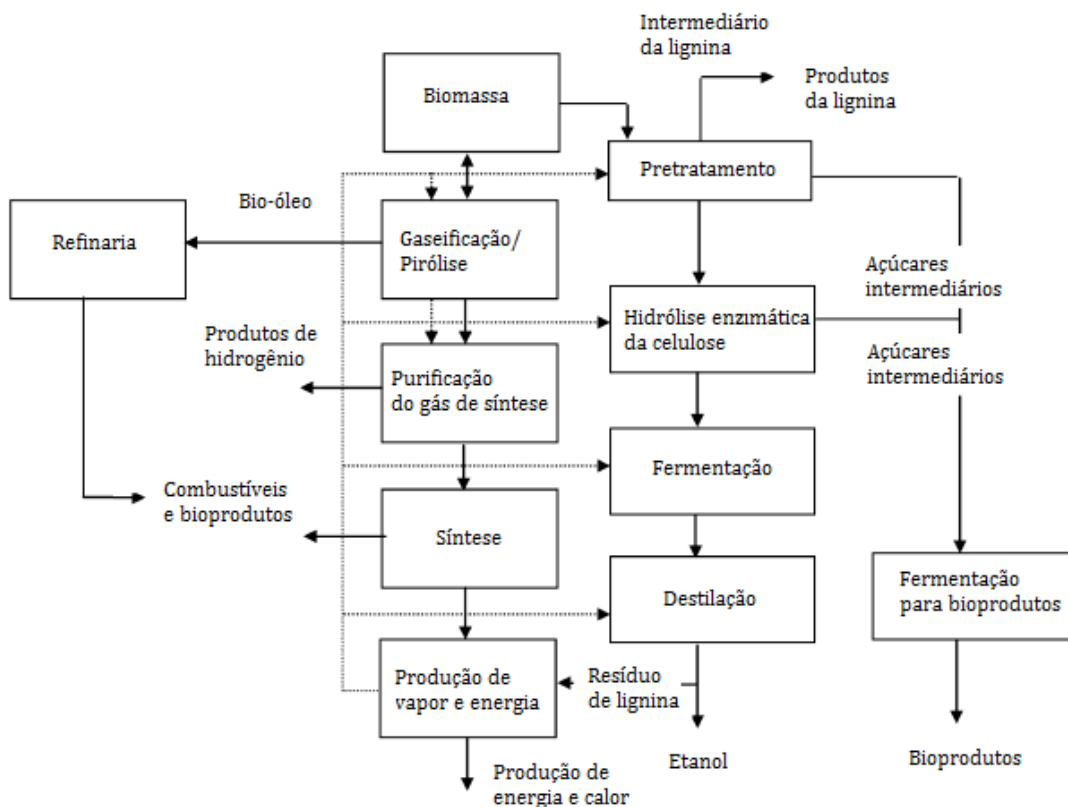 Intermediário
da lignina
Biomassa
Produtos
da lignina
Pretratamento
Bio-óleo
Refinaria
Gaseificação/
Pirólise
Açúcares
intermediários
Hidrólise enzımática
da celulose
Produtos de
hidrogênio
Açúcares
intermediários
Purificação
do gás de síntese
Fermentação
Combustíveis
e bioprodutos
Síntese
Destilação
Fermentação
para bioprodutos
Produção de
vapor e energia
Resíduo
de lignina
Etanol
Bioprodutos
Produção de
energia e calor